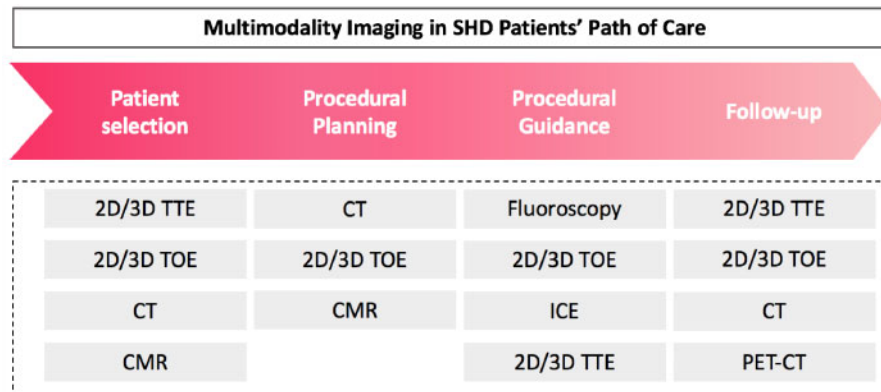 Multimodality Imaging in SHD Patients' Path of Care
Patient
selection
Procedural
Planning
Procedural
Guidance
Follow-up
2D/3D TTE
CT
Fluoroscopy
2D/3D TTE
2D/3D TOE
2D/3D TOE
2D/3D TOE
2D/3D TOE
CT
CMR
ICE
CT
CMR
2D/3D TTE
PET-CT